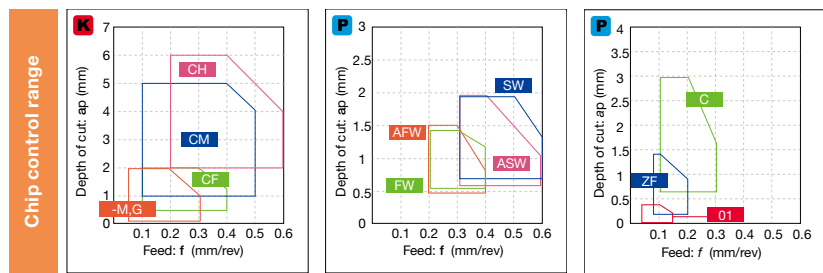 Chip control range
K
Depth of cut: ap (mm)
7
6
5
4
3
2
1
0
CH
CM
CF
-M,G
0.1 0.2 0.3 0.4 0.5 0.6
Feed: f (mm/rev)
P
Depth of cut: ap (mm)
3
2.5
2
1.5
1
0.5
0
SW
AFW
ASW
FW
0.1 0.2 0.3 0.4 0.5 0.6
Feed: f (mm/rev)
P
Depth of cut: ap (mm)
4
3.5
3
2.5
2
1.5
1
0.5
0
C
ZF
01
0.1 0.2 0.3 0.4 0.5 0.6
Feed: f (mm/rev)